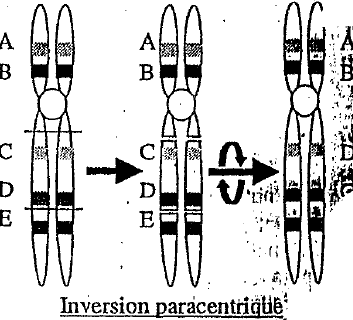 A A A
B B B
C C D
D D
E E
Inversion paracentrique